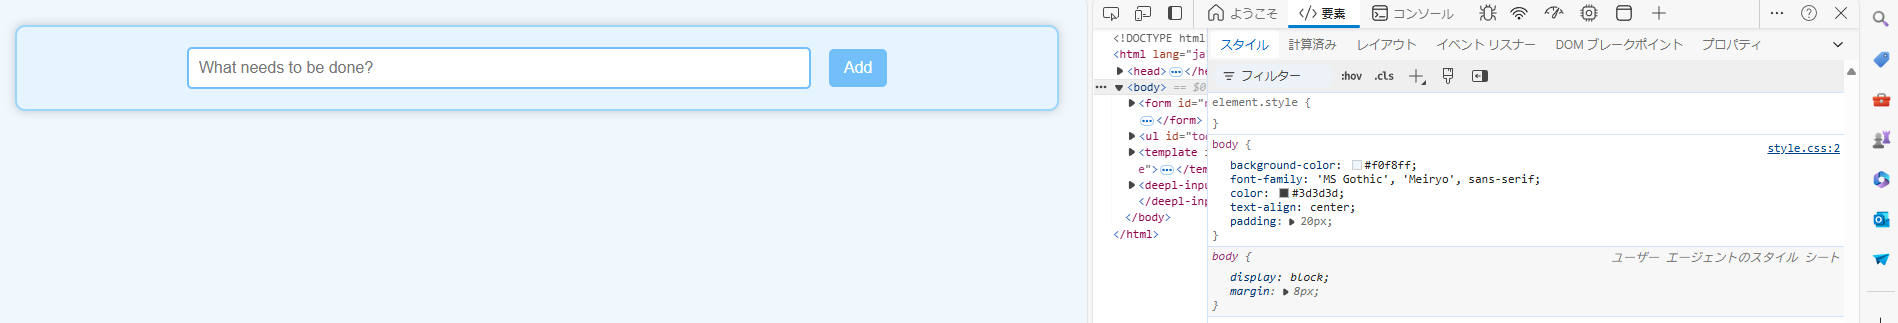 What needs to be done?
Add
ようこそ
要素
コンソール
<!DOCTYPE html
<html lang="ja
<head> ••• </he
••• <body> == $0
<form id="n
••• </form>
<ul id="too
<template i
e"> ••• </tem
<deepl-inpu
</deepl-inp
</body>
</html>
スタイル 計算済み レイアウト イベント リスナー DOM ブレークポイント プロパティ
フィルター :hov .cls
element.style {
}
body { style.css:2
background-color: #f0f8ff;
font-family: 'MS Gothic', 'Meiryo', sans-serif;
color: #3d3d3d;
text-align: center;
padding: 20px;
}
body { ユーザー エージェントのスタイル シート
display: block;
margin: 8px;
}